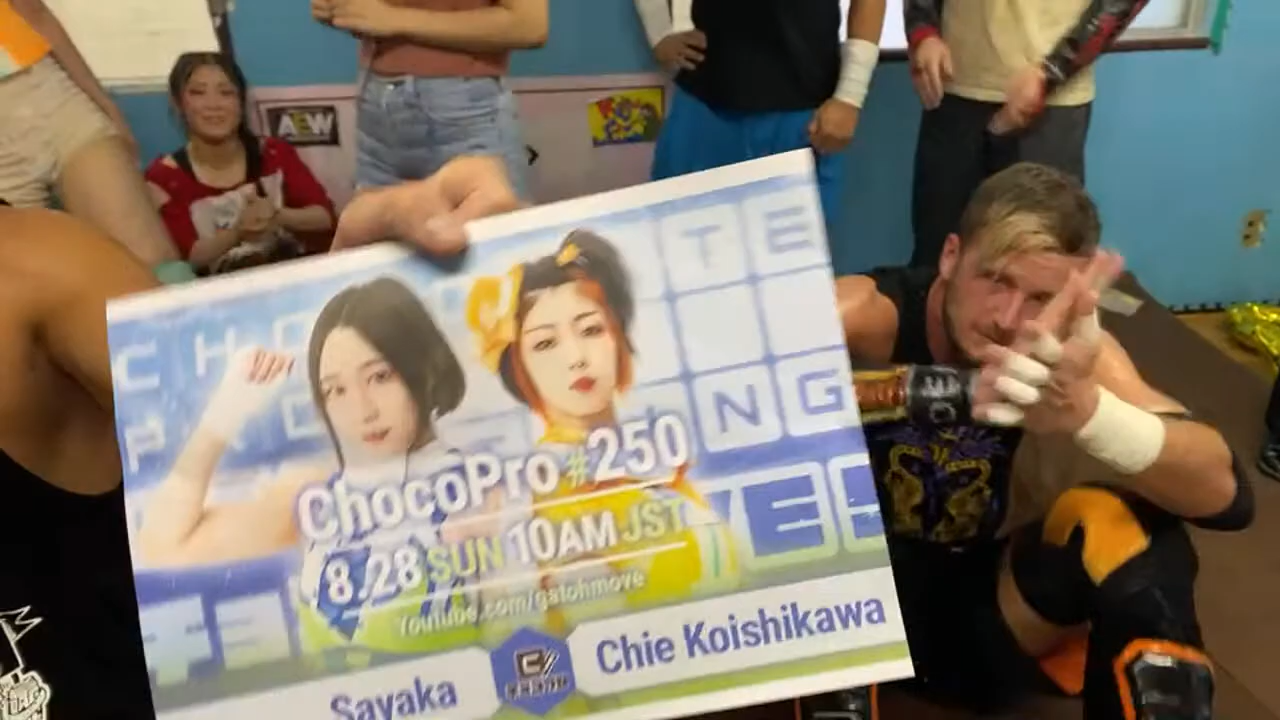 AEW
C H O
P R O
T E
N G
E
ChocoPro #250
8.28 SUN 10AM JST
Youtube.com/gatohmove
Sayaka
Chie Koishikawa